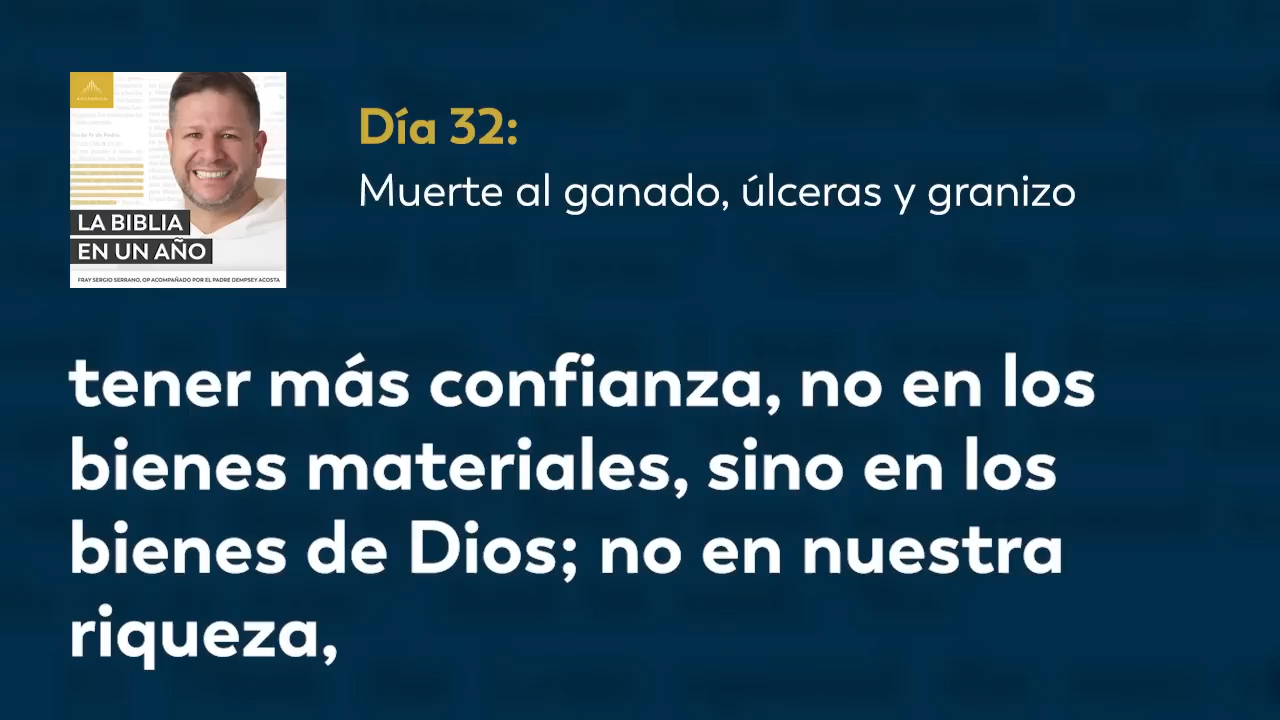 ASCENSION
LA BIBLIA
EN UN AÑO
FRAY SERGIO SERRANO, OP ACOMPAÑADO POR EL PADRE DEMPSEY ACOSTA
Día 32:
Muerte al ganado, úlceras y granizo
tener más confianza, no en los
bienes materiales, sino en los
bienes de Dios; no en nuestra
riqueza,